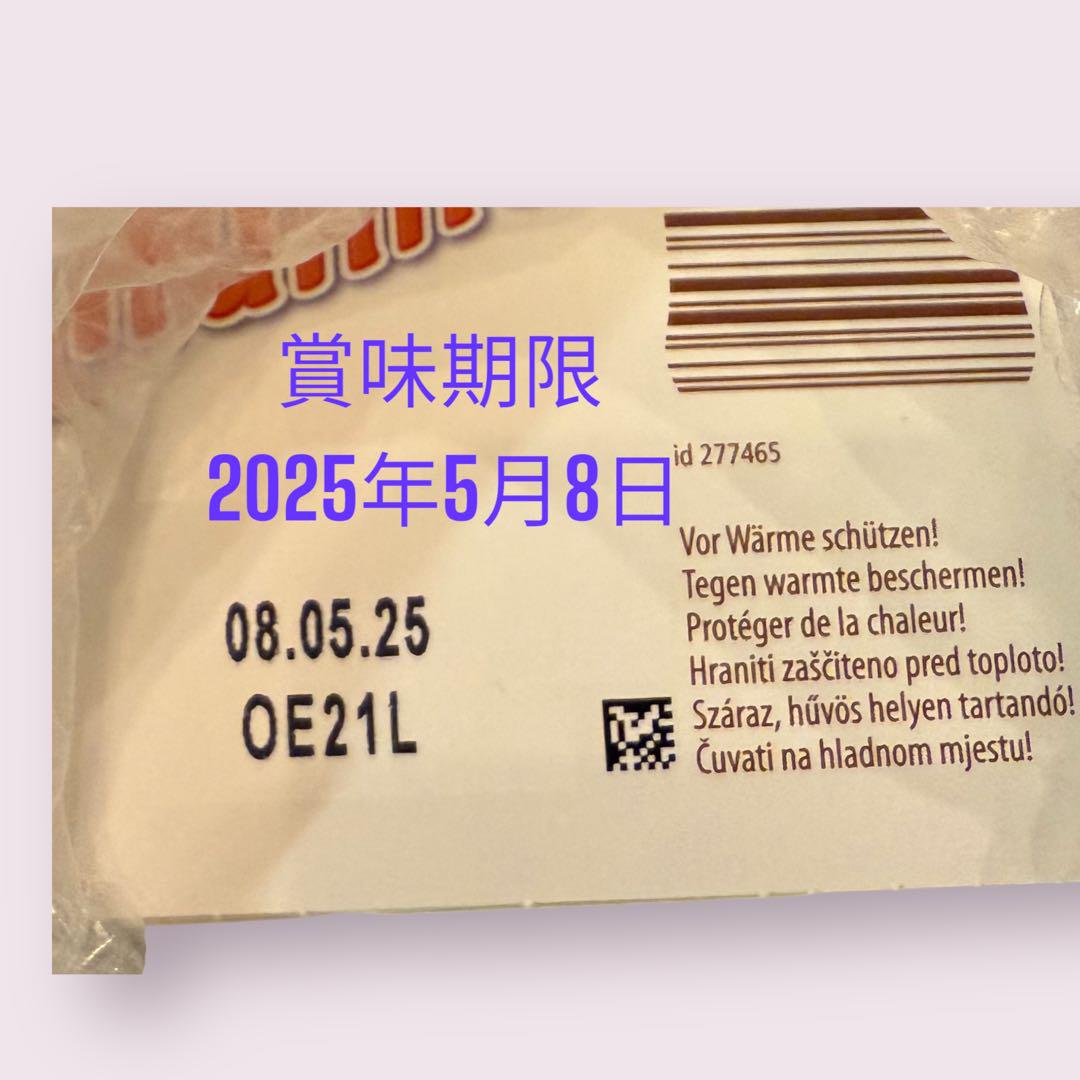 賞味期限
2025年5月8日
id 277465
Vor Wärme schützen!
Tegen warmte beschermen!
Protéger de la chaleur!
Hraniti zaščiteno pred toploto!
Száraz, hűvös helyen tartandó!
Čuvati na hladnom mjestu!
08.05.25
OE21L